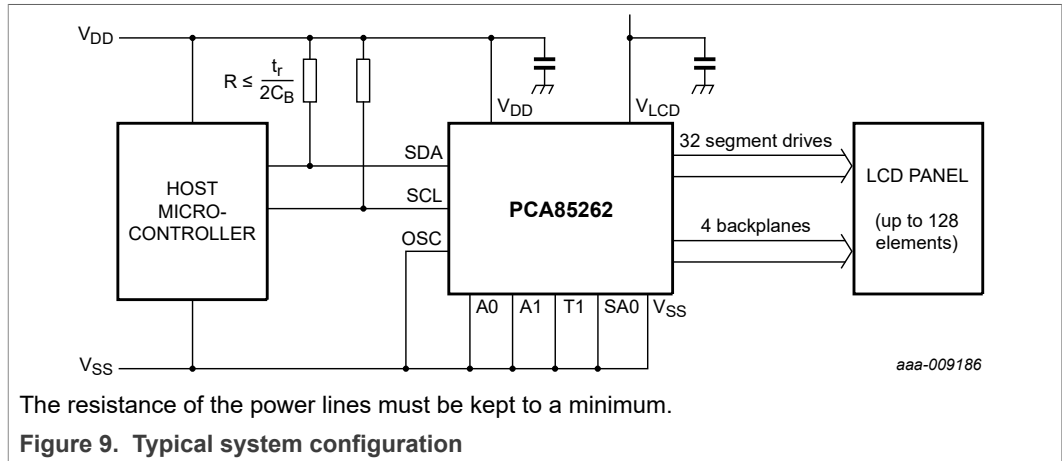 VDD
R ≤ tr
2CB
VDD
VLCD
HOST
MICRO-
CONTROLLER
SDA
SCL
OSC
PCA85262
32 segment drives
4 backplanes
LCD PANEL
(up to 128
elements)
A0 A1 T1 SA0 VSS
VSS
aaa-009186
The resistance of the power lines must be kept to a minimum.
Figure 9. Typical system configuration